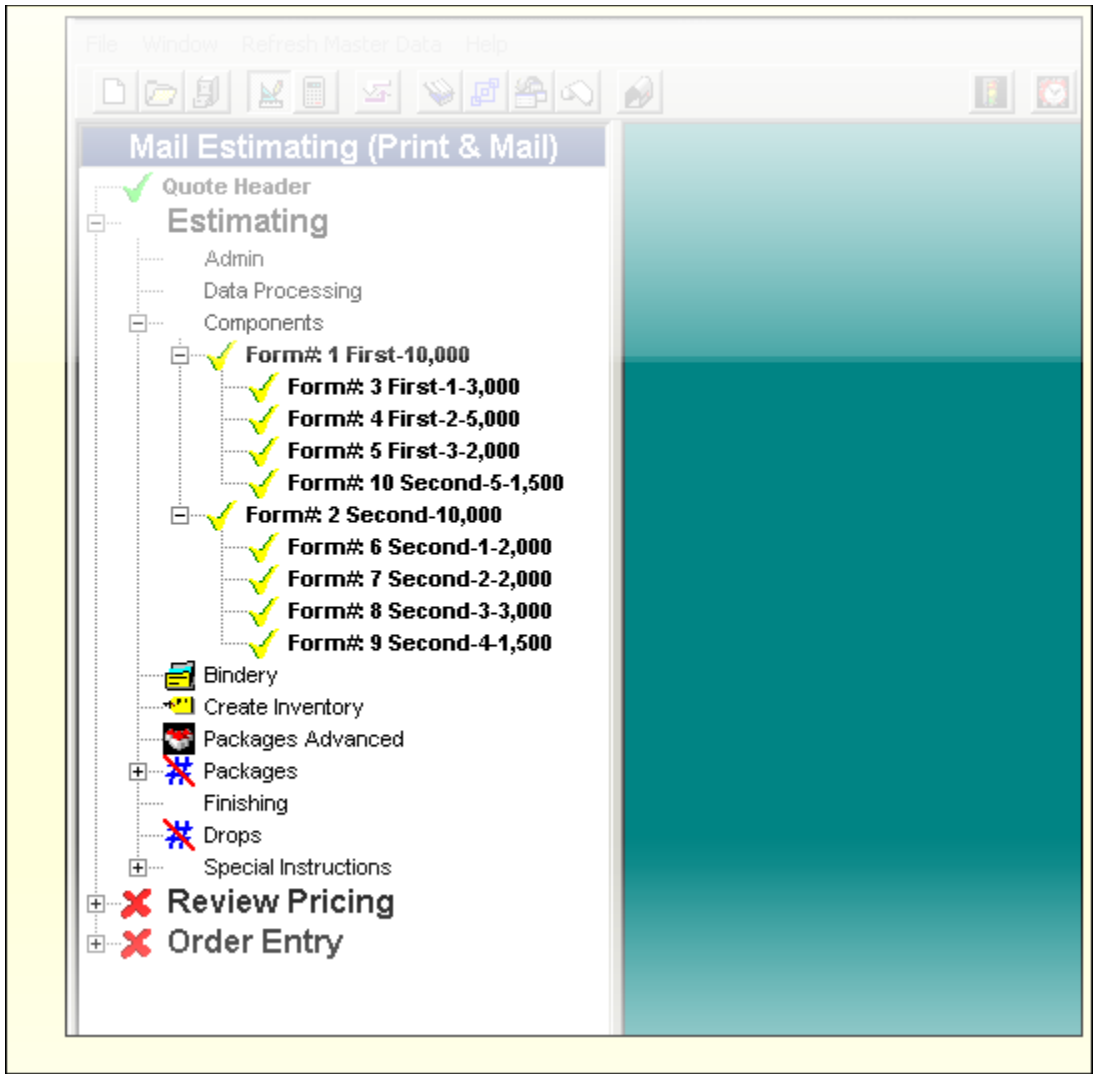 File Window Refresh Master Data Help
Mail Estimating (Print & Mail)
Quote Header
Estimating
Admin
Data Processing
Components
Form#: 1 First-10,000
Form#: 3 First-1-3,000
Form#: 4 First-2-5,000
Form#: 5 First-3-2,000
Form#: 10 Second-5-1,500
Form#: 2 Second-10,000
Form#: 6 Second-1-2,000
Form#: 7 Second-2-2,000
Form#: 8 Second-3-3,000
Form#: 9 Second-4-1,500
Bindery
Create Inventory
Packages Advanced
Packages
Finishing
Drops
Special Instructions
Review Pricing
Order Entry